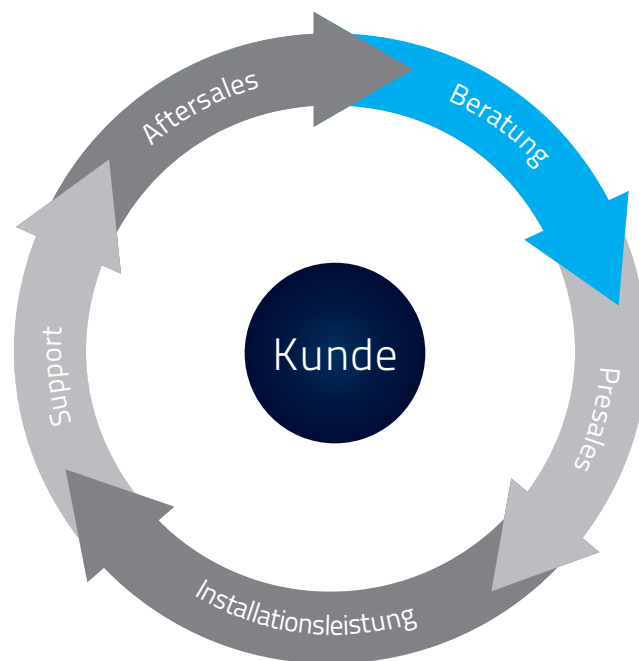 Aftersales
Beratung
Kunde
Support
Presales
Installationsleistung